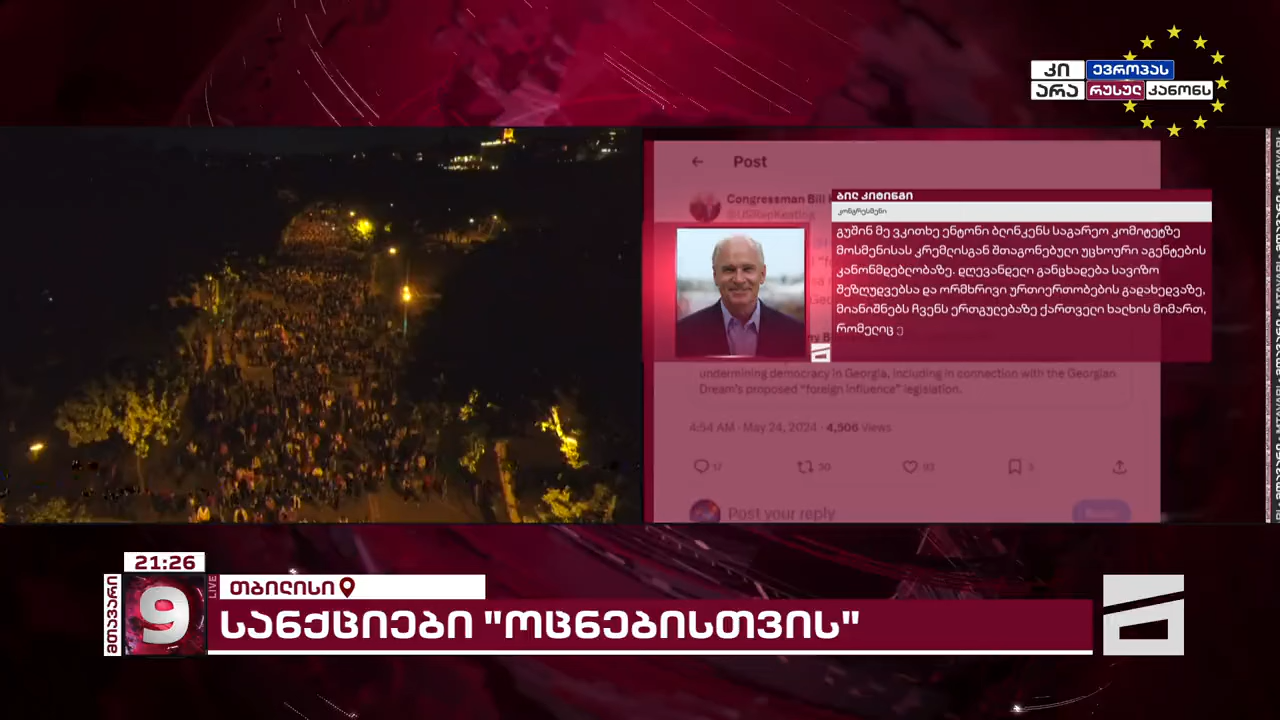 კი ევროპას
არა რუსულ კანონს
Post
Congressman Bill
@USRepKeating
ბილ კიტინგი
კონგრესმენი
გუშინ მე ვკითხე ენტონი ბლინკენს საგარეო კომიტეტზე
მოსმენისას კრემლისგან შთაგონებული უცხოური აგენტების
კანონმდებლობაზე. დღევანდელი განცხადება სავიზო
შეზღუდვებსა და ორმხრივი ურთიერთობების გადახედვაზე,
მიანიშნებს ჩვენს ერთგულებაზე ქართველი ხალხის მიმართ,
რომელიც ე
undermining democracy in Georgia, including in connection with the Georgian
Dream's proposed "foreign influence" legislation.
4:54 AM · May 24, 2024 · 4,506 Views
17 30 93 3
Post your reply
Reply
21:26
მთავარი
9
LIVE
თბილისი
სანქციები "ოცნებისთვის"